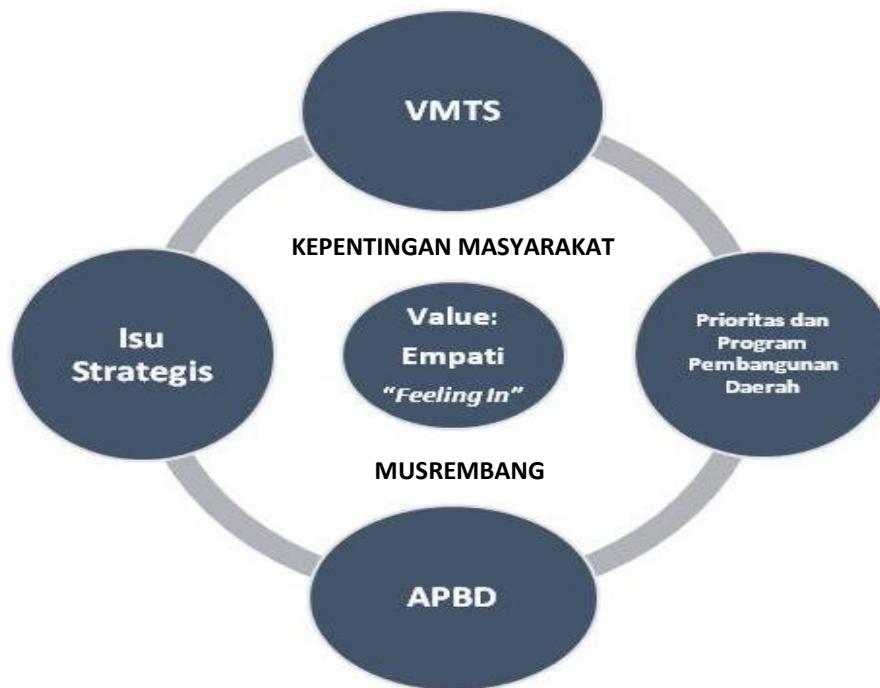 VMTS
KEPENTINGAN MASYARAKAT
Isu
Strategis
Value:
Empati
“Feeling In”
Prioritas dan
Program
Pembangunan
Daerah
MUSREMBANG
APBD